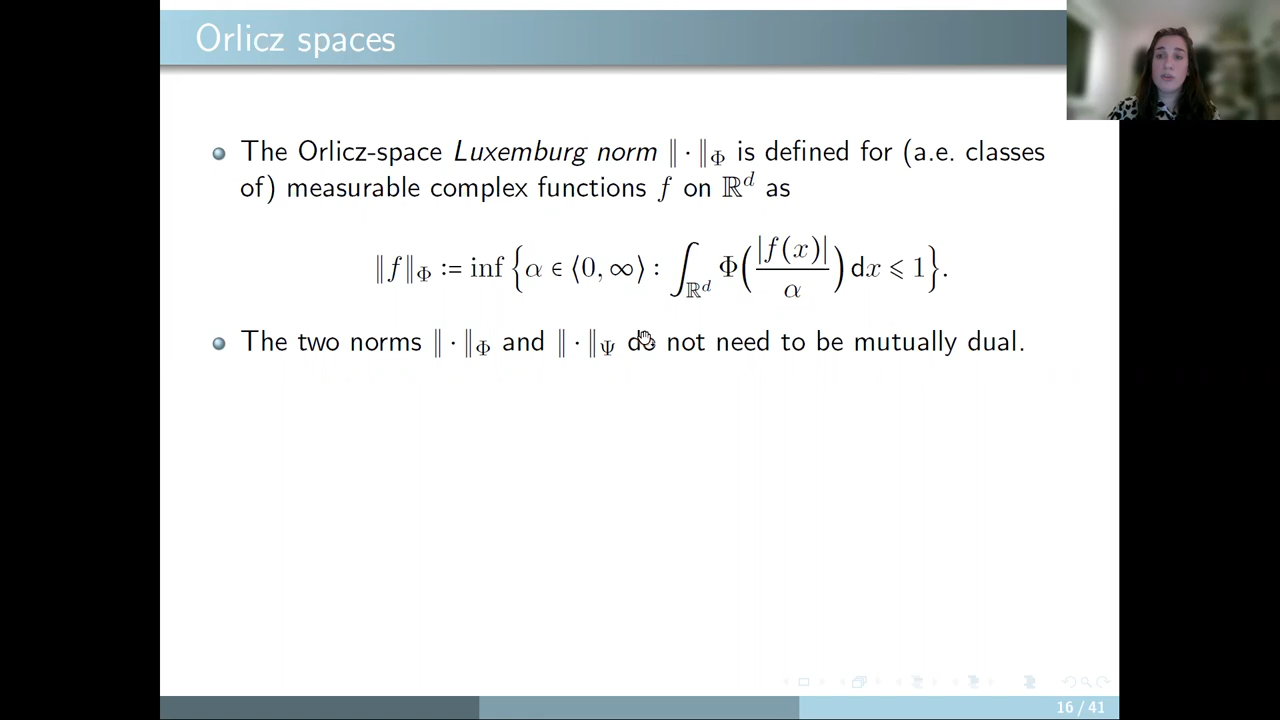 Orlicz spaces
The Orlicz-space Luxemburg norm ‖·‖_Φ is defined for (a.e. classes
of) measurable complex functions f on ℝ^d as
‖f‖_Φ := inf{α ∈ ⟨0, ∞⟩ : ∫_{ℝ^d} Φ(|f(x)|/α) dx ⩽ 1}.
The two norms ‖·‖_Φ and ‖·‖_Ψ do not need to be mutually dual.
16 / 41